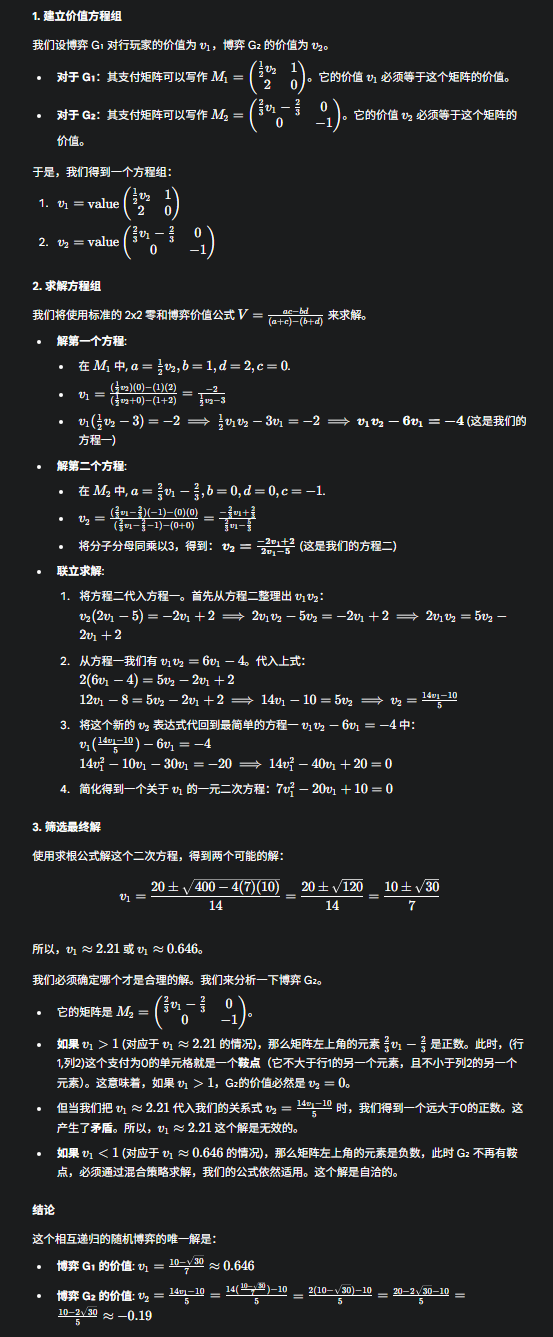 1. 建立价值方程组
我们设博弈 G₁ 对行玩家的价值为 $v_1$，博弈 G₂ 的价值为 $v_2$。
• 对于 G₁：其支付矩阵可以写作 $M_1 = \begin{pmatrix} \frac{1}{2}v_2 & 1 \\ 2 & 0 \end{pmatrix}$。它的价值 $v_1$ 必须等于这个矩阵的价值。
• 对于 G₂：其支付矩阵可以写作 $M_2 = \begin{pmatrix} \frac{2}{3}v_1 - \frac{2}{3} & 0 \\ 0 & -1 \end{pmatrix}$。它的价值 $v_2$ 必须等于这个矩阵的
价值。
于是，我们得到一个方程组：
1. $v_1 = \text{value} \begin{pmatrix} \frac{1}{2}v_2 & 1 \\ 2 & 0 \end{pmatrix}$
2. $v_2 = \text{value} \begin{pmatrix} \frac{2}{3}v_1 - \frac{2}{3} & 0 \\ 0 & -1 \end{pmatrix}$
2. 求解方程组
我们将使用标准的 2x2 零和博弈价值公式 $V = \frac{ac-bd}{(a+c)-(b+d)}$ 来求解。
• 解第一个方程:
• 在 $M_1$ 中, $a = \frac{1}{2}v_2, b = 1, d = 2, c = 0$.
• $v_1 = \frac{(\frac{1}{2}v_2)(0)-(1)(2)}{(\frac{1}{2}v_2+0)-(1+2)} = \frac{-2}{\frac{1}{2}v_2-3}$
• $v_1(\frac{1}{2}v_2 - 3) = -2 \implies \frac{1}{2}v_1v_2 - 3v_1 = -2 \implies v_1v_2 - 6v_1 = -4$ (这是我们的
方程一)
• 解第二个方程:
• 在 $M_2$ 中, $a = \frac{2}{3}v_1 - \frac{2}{3}, b = 0, d = 0, c = -1$.
• $v_2 = \frac{(\frac{2}{3}v_1-\frac{2}{3})(-1)-(0)(0)}{(\frac{2}{3}v_1-\frac{2}{3}-1)-(0+0)} = \frac{-\frac{2}{3}v_1+\frac{2}{3}}{\frac{2}{3}v_1-\frac{5}{3}}$
• 将分子分母同乘以3，得到： $v_2 = \frac{-2v_1+2}{2v_1-5}$ (这是我们的方程二)
• 联立求解:
1. 将方程二代入方程一。首先从方程二整理出 $v_1v_2$：
$v_2(2v_1 - 5) = -2v_1 + 2 \implies 2v_1v_2 - 5v_2 = -2v_1 + 2 \implies 2v_1v_2 = 5v_2 -$
$2v_1 + 2$
2. 从方程一我们有 $v_1v_2 = 6v_1 - 4$。代入上式：
$2(6v_1 - 4) = 5v_2 - 2v_1 + 2$
$12v_1 - 8 = 5v_2 - 2v_1 + 2 \implies 14v_1 - 10 = 5v_2 \implies v_2 = \frac{14v_1-10}{5}$
3. 将这个新的 $v_2$ 表达式代回到最简单的方程一 $v_1v_2 - 6v_1 = -4$ 中：
$v_1(\frac{14v_1-10}{5}) - 6v_1 = -4$
$14v_1^2 - 10v_1 - 30v_1 = -20 \implies 14v_1^2 - 40v_1 + 20 = 0$
4. 简化得到一个关于 $v_1$ 的一元二次方程：$7v_1^2 - 20v_1 + 10 = 0$
3. 筛选最终解
使用求根公式解这个二次方程，得到两个可能的解：
$v_1 = \frac{20 \pm \sqrt{400 - 4(7)(10)}}{14} = \frac{20 \pm \sqrt{120}}{14} = \frac{10 \pm \sqrt{30}}{7}$
所以，$v_1 \approx 2.21$ 或 $v_1 \approx 0.646$。
我们必须确定哪个才是合理的解。我们来分析一下博弈 G₂。
• 它的矩阵是 $M_2 = \begin{pmatrix} \frac{2}{3}v_1 - \frac{2}{3} & 0 \\ 0 & -1 \end{pmatrix}$。
• 如果 $v_1 > 1$ (对应于 $v_1 \approx 2.21$ 的情况)，那么矩阵左上角的元素 $\frac{2}{3}v_1 - \frac{2}{3}$ 是正数。此时，(行
1,列2)这个支付为0的单元格就是一个鞍点（它不大于行1的另一个元素，且不小于列2的另一个
元素）。这意味着，如果 $v_1 > 1$，G₂的价值必然是 $v_2 = 0$。
• 但当我们把 $v_1 \approx 2.21$ 代入我们的关系式 $v_2 = \frac{14v_1-10}{5}$ 时，我们得到一个远大于0的正数。这
产生了矛盾。所以，$v_1 \approx 2.21$ 这个解是无效的。
• 如果 $v_1 < 1$ (对应于 $v_1 \approx 0.646$ 的情况)，那么矩阵左上角的元素是负数，此时 G₂ 不再有鞍
点，必须通过混合策略求解，我们的公式依然适用。这个解是自洽的。
结论
这个相互递归的随机博弈的唯一解是：
• 博弈 G₁ 的价值: $v_1 = \frac{10-\sqrt{30}}{7} \approx 0.646$
• 博弈 G₂ 的价值: $v_2 = \frac{14v_1-10}{5} = \frac{14(\frac{10-\sqrt{30}}{7})-10}{5} = \frac{2(10-\sqrt{30})-10}{5} = \frac{20-2\sqrt{30}-10}{5} =$
$\frac{10-2\sqrt{30}}{5} \approx -0.19$